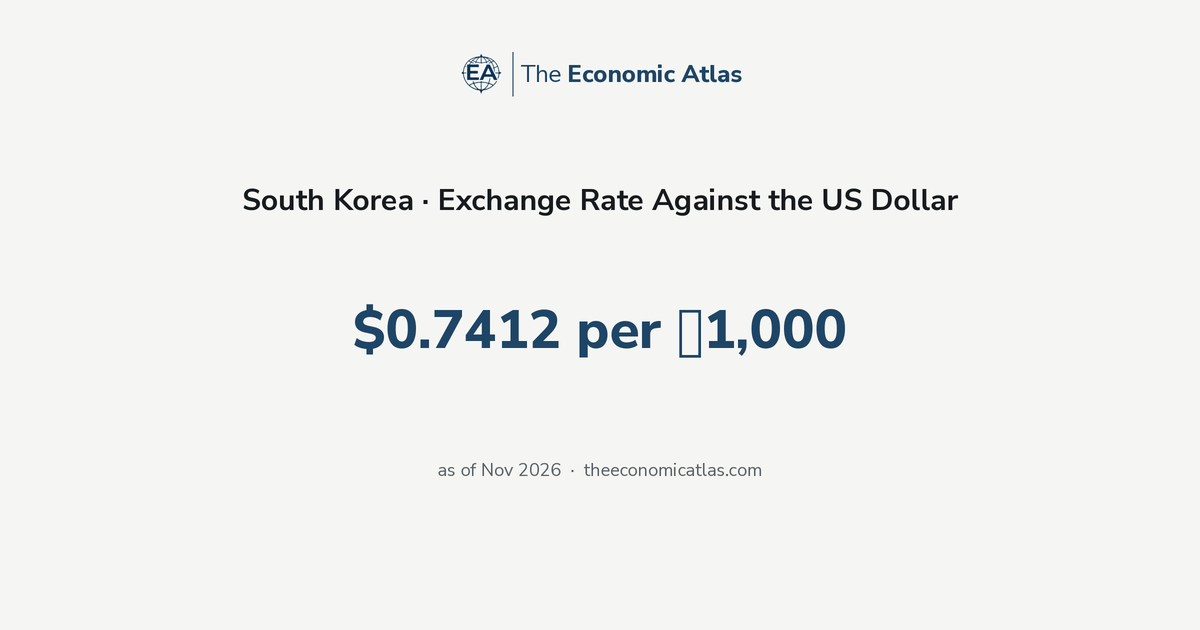 EA The Economic Atlas
South Korea · Exchange Rate Against the US Dollar
$0.7412 per 1,000
as of Nov 2026 · theeconomicatlas.com